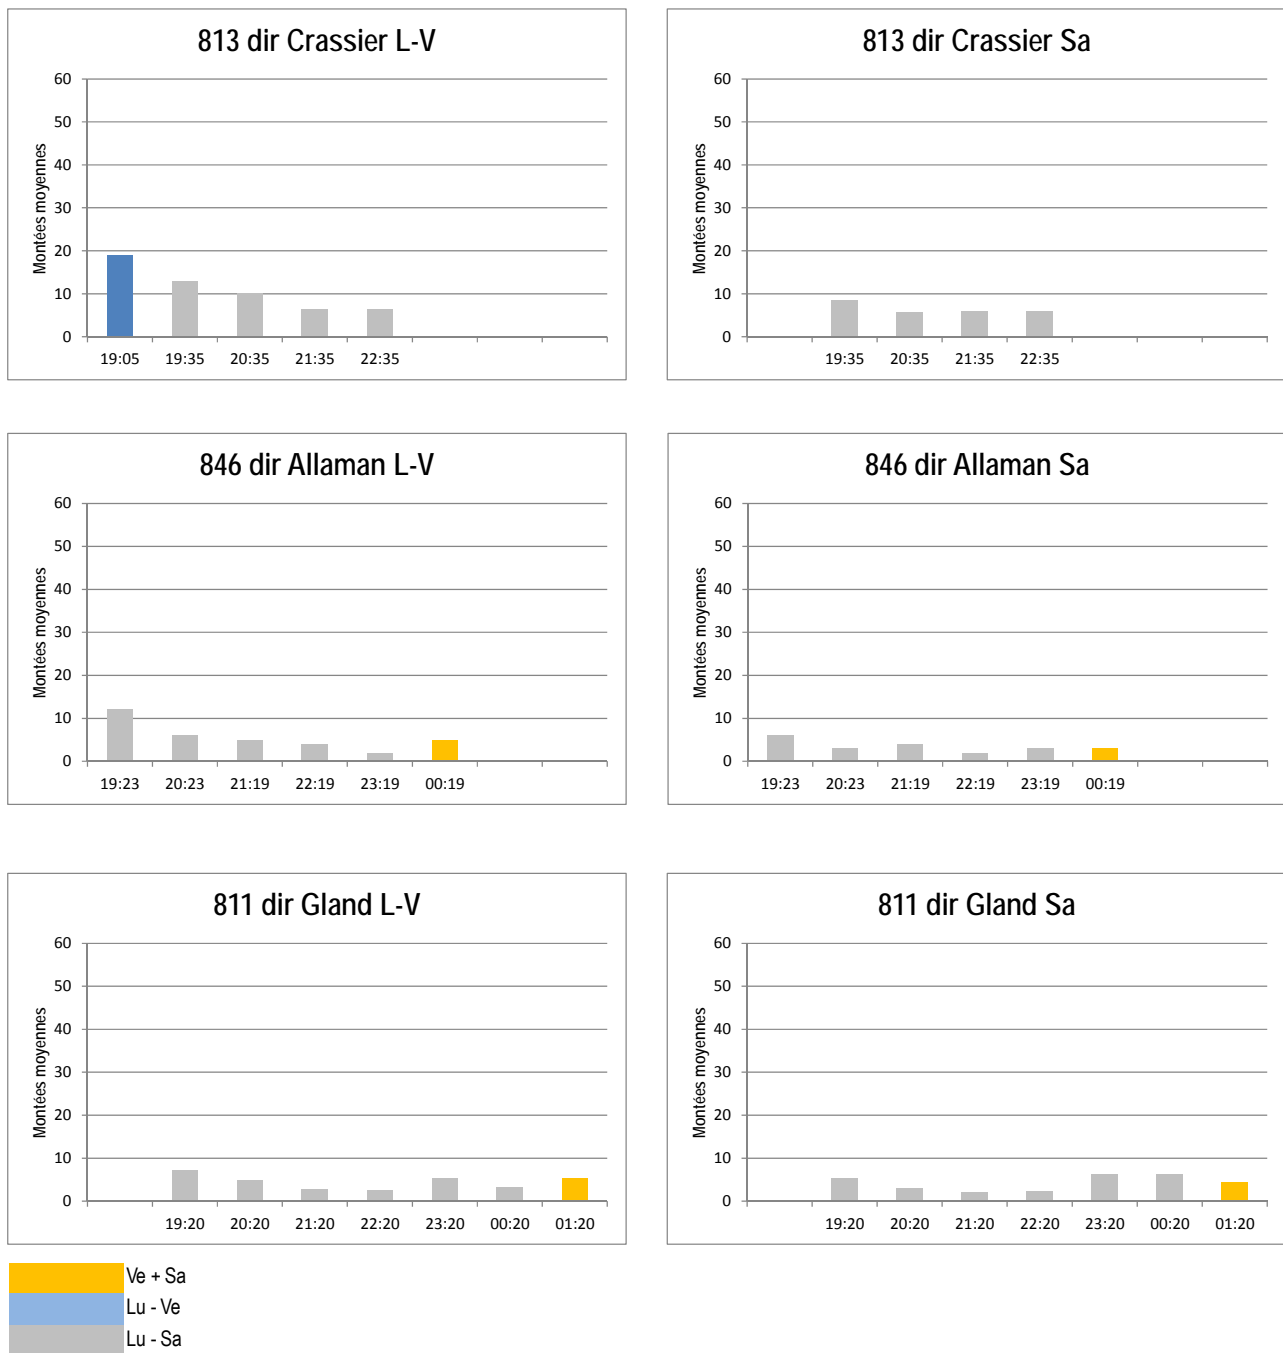 813 dir Crassier L-V
Montées moyennes
60
50
40
30
20
10
0
19:05 19:35 20:35 21:35 22:35
813 dir Crassier Sa
Montées moyennes
60
50
40
30
20
10
0
19:35 20:35 21:35 22:35
846 dir Allaman L-V
Montées moyennes
60
50
40
30
20
10
0
19:23 20:23 21:19 22:19 23:19 00:19
846 dir Allaman Sa
Montées moyennes
60
50
40
30
20
10
0
19:23 20:23 21:19 22:19 23:19 00:19
811 dir Gland L-V
Montées moyennes
60
50
40
30
20
10
0
19:20 20:20 21:20 22:20 23:20 00:20 01:20
811 dir Gland Sa
Montées moyennes
60
50
40
30
20
10
0
19:20 20:20 21:20 22:20 23:20 00:20 01:20
Ve + Sa
Lu - Ve
Lu - Sa